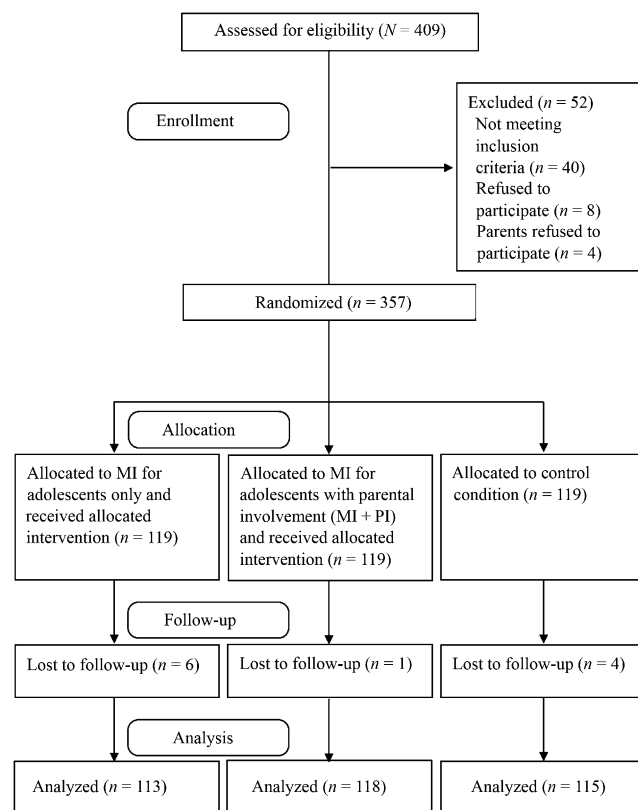 Assessed for eligibility (N = 409)
Enrollment
Excluded (n = 52)
Not meeting
inclusion
criteria (n = 40)
Refused to
participate (n = 8)
Parents refused to
participate (n = 4)
Randomized (n = 357)
Allocation
Allocated to MI for
adolescents only and
received allocated
intervention (n = 119)
Allocated to MI for
adolescents with parental
involvement (MI + PI)
and received allocated
intervention (n = 119)
Allocated to control
condition (n = 119)
Follow-up
Lost to follow-up (n = 6)
Lost to follow-up (n = 1)
Lost to follow-up (n = 4)
Analysis
Analyzed (n = 113)
Analyzed (n = 118)
Analyzed (n = 115)